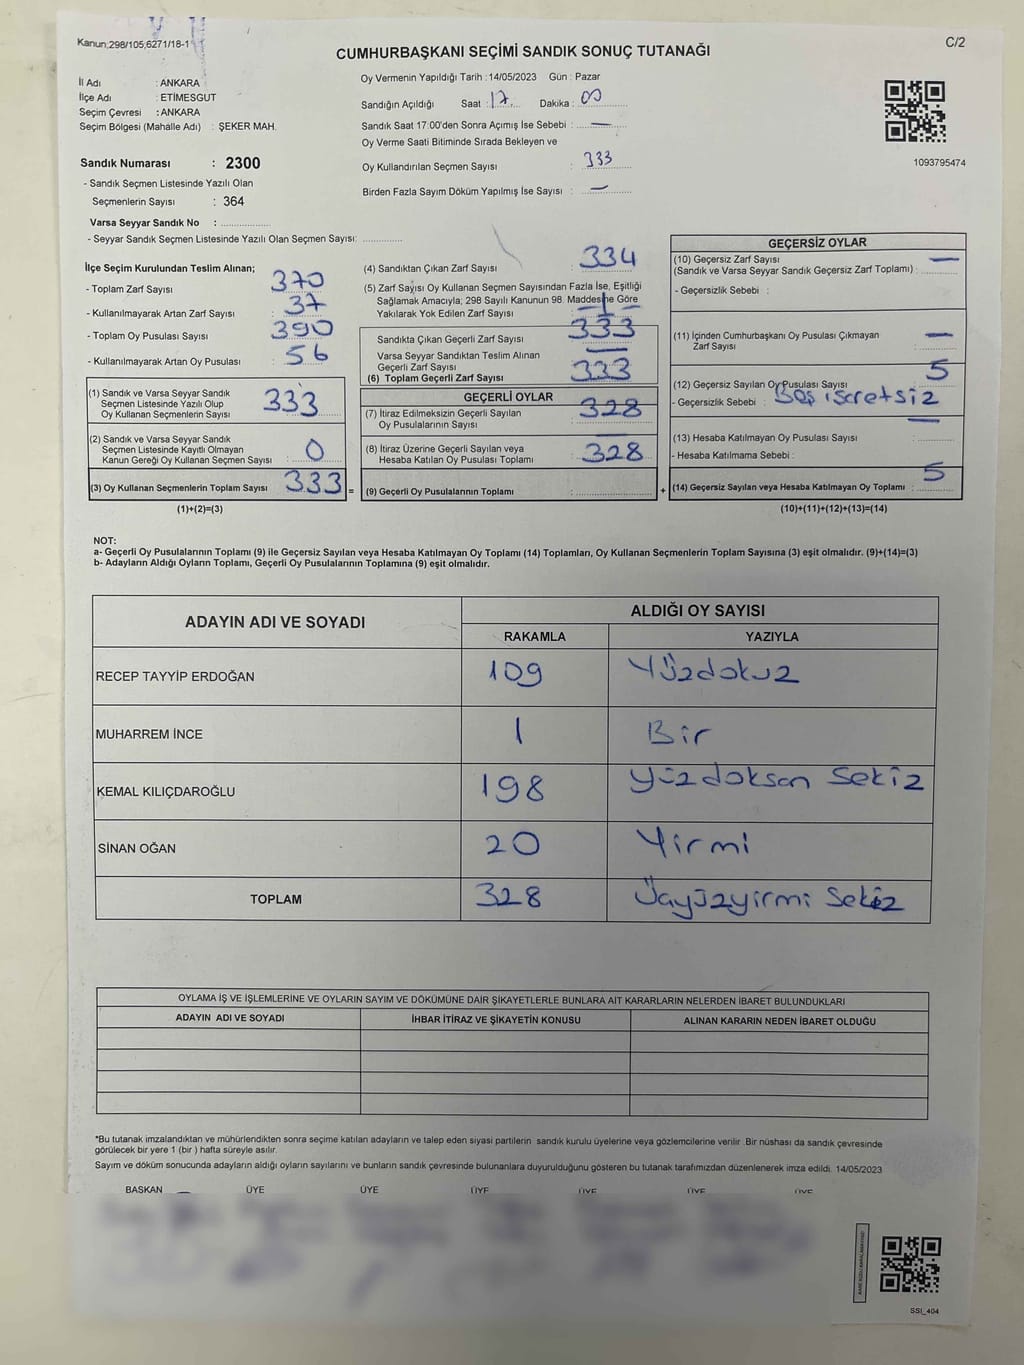 Kanun;298/105;6271/18-1
C/2
CUMHURBAŞKANI SEÇİMİ SANDIK SONUÇ TUTANAĞI
İl Adı : ANKARA
İlçe Adı : ETİMESGUT
Seçim Çevresi : ANKARA
Seçim Bölgesi (Mahalle Adı) : ŞEKER MAH.
Oy Vermenin Yapıldığı Tarih : 14/05/2023 Gün : Pazar
Sandığın Açıldığı Saat : 17 Dakika : 00
Sandık Saat 17:00'den Sonra Açımış İse Sebebi : —
Oy Verme Saati Bitiminde Sırada Bekleyen ve
Oy Kullandırılan Seçmen Sayısı : 333
Birden Fazla Sayım Döküm Yapılmış İse Sayısı : —
1093795474
Sandık Numarası : 2300
- Sandık Seçmen Listesinde Yazılı Olan
Seçmenlerin Sayısı : 364
Varsa Seyyar Sandık No :
- Seyyar Sandık Seçmen Listesinde Yazılı Olan Seçmen Sayısı:
İlçe Seçim Kurulundan Teslim Alınan;
- Toplam Zarf Sayısı : 370
- Kullanılmayarak Artan Zarf Sayısı : 37
- Toplam Oy Pusulası Sayısı : 390
- Kullanılmayarak Artan Oy Pusulası : 56
(1) Sandık ve Varsa Seyyar Sandık
Seçmen Listesinde Yazılı Olup
Oy Kullanan Seçmenlerin Sayısı 333
(2) Sandık ve Varsa Seyyar Sandık
Seçmen Listesinde Kayıtlı Olmayan
Kanun Gereği Oy Kullanan Seçmen Sayısı : 0
(3) Oy Kullanan Seçmenlerin Toplam Sayısı 333
(1)+(2)=(3)
(4) Sandıktan Çıkan Zarf Sayısı : 334
(5) Zarf Sayısı Oy Kullanan Seçmen Sayısından Fazla İse, Eşitliği
Sağlamak Amacıyla; 298 Sayılı Kanunun 98. Maddesine Göre
Yakılarak Yok Edilen Zarf Sayısı : -1-
Sandıkta Çıkan Geçerli Zarf Sayısı : 333
Varsa Seyyar Sandıktan Teslim Alınan
Geçerli Zarf Sayısı : —
(6) Toplam Geçerli Zarf Sayısı 333
GEÇERLİ OYLAR
(7) İtiraz Edilmeksizin Geçerli Sayılan
Oy Pusulalarının Sayısı : 328
(8) İtiraz Üzerine Geçerli Sayılan veya
Hesaba Katılan Oy Pusulası Toplamı : —
328
= (9) Geçerli Oy Pusulalarının Toplamı :
GEÇERSİZ OYLAR
(10) Geçersiz Zarf Sayısı
(Sandık ve Varsa Seyyar Sandık Geçersiz Zarf Toplamı) : —
- Geçersizlik Sebebi :
(11) İçinden Cumhurbaşkanı Oy Pusulası Çıkmayan
Zarf Sayısı : —
(12) Geçersiz Sayılan Oy Pusulası Sayısı : 5
- Geçersizlik Sebebi : Beş işcretsiz
(13) Hesaba Katılmayan Oy Pusulası Sayısı : —
- Hesaba Katılmama Sebebi :
+ (14) Geçersiz Sayılan veya Hesaba Katılmayan Oy Toplamı : 5
(10)+(11)+(12)+(13)=(14)
NOT:
a- Geçerli Oy Pusulalarının Toplamı (9) ile Geçersiz Sayılan veya Hesaba Katılmayan Oy Toplamı (14) Toplamları, Oy Kullanan Seçmenlerin Toplam Sayısına (3) eşit olmalıdır. (9)+(14)=(3)
b- Adayların Aldığı Oyların Toplamı, Geçerli Oy Pusulalarının Toplamına (9) eşit olmalıdır.
ADAYIN ADI VE SOYADI ALDIĞI OY SAYISI
RAKAMLA YAZIYLA
RECEP TAYYİP ERDOĞAN 109 Yüzdokuz
MUHARREM İNCE 1 Bir
KEMAL KILIÇDAROĞLU 198 Yüzdoksan Sekiz
SİNAN OĞAN 20 Yirmi
TOPLAM 328 Üçyüzyirmi Sekiz
OYLAMA İŞ VE İŞLEMLERİNE VE OYLARIN SAYIM VE DÖKÜMÜNE DAİR ŞİKAYETLERLE BUNLARA AİT KARARLARIN NELERDEN İBARET BULUNDUKLARI
ADAYIN ADI VE SOYADI İHBAR İTİRAZ VE ŞİKAYETİN KONUSU ALINAN KARARIN NEDEN İBARET OLDUĞU
*Bu tutanak imzalandıktan ve mühürlendikten sonra seçime katılan adayların ve talep eden siyasi partilerin sandık kurulu üyelerine veya gözlemcilerine verilir .Bir nüshası da sandık çevresinde
görülecek bir yere 1 (bir ) hafta süreyle asılır.
Sayım ve döküm sonucunda adayların aldığı oyların sayılarını ve bunların sandık çevresinde bulunanlara duyurulduğunu gösteren bu tutanak tarafımızdan düzenlenerek imza edildi. 14/05/2023
BAŞKAN ÜYE ÜYE ÜYE ÜYE ÜYE ÜYE
SSI_404